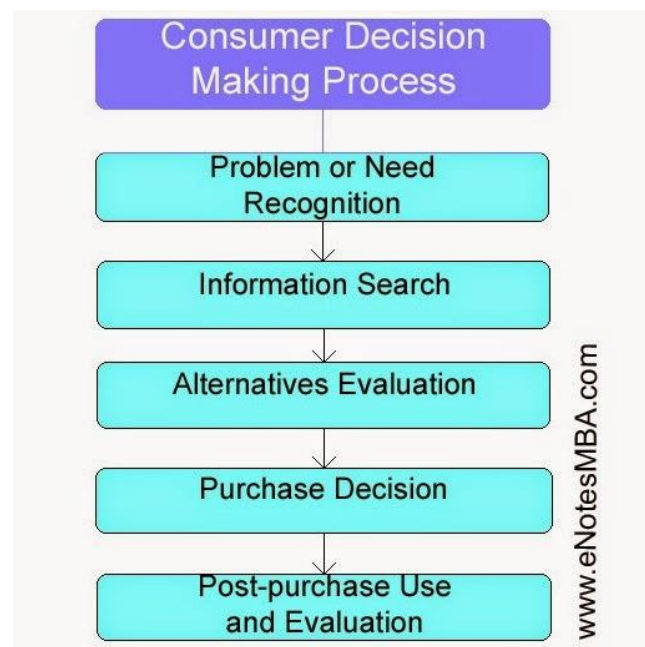 Consumer Decision
Making Process
Problem or Need
Recognition
Information Search
Alternatives Evaluation
Purchase Decision
Post-purchase Use
and Evaluation
www.eNotesMBA.com